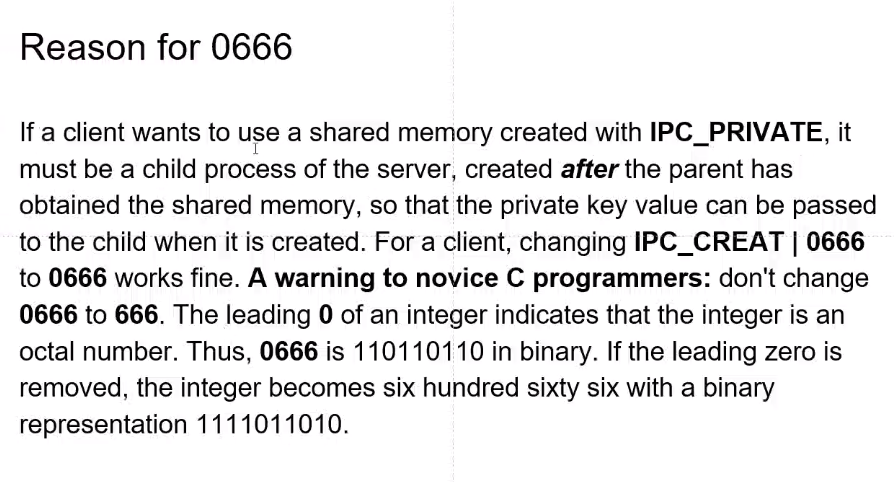 Reason for 0666
If a client wants to use a shared memory created with IPC_PRIVATE, it
must be a child process of the server, created after the parent has
obtained the shared memory, so that the private key value can be passed
to the child when it is created. For a client, changing IPC_CREAT | 0666
to 0666 works fine. A warning to novice C programmers: don't change
0666 to 666. The leading 0 of an integer indicates that the integer is an
octal number. Thus, 0666 is 110110110 in binary. If the leading zero is
removed, the integer becomes six hundred sixty six with a binary
representation 1111011010.